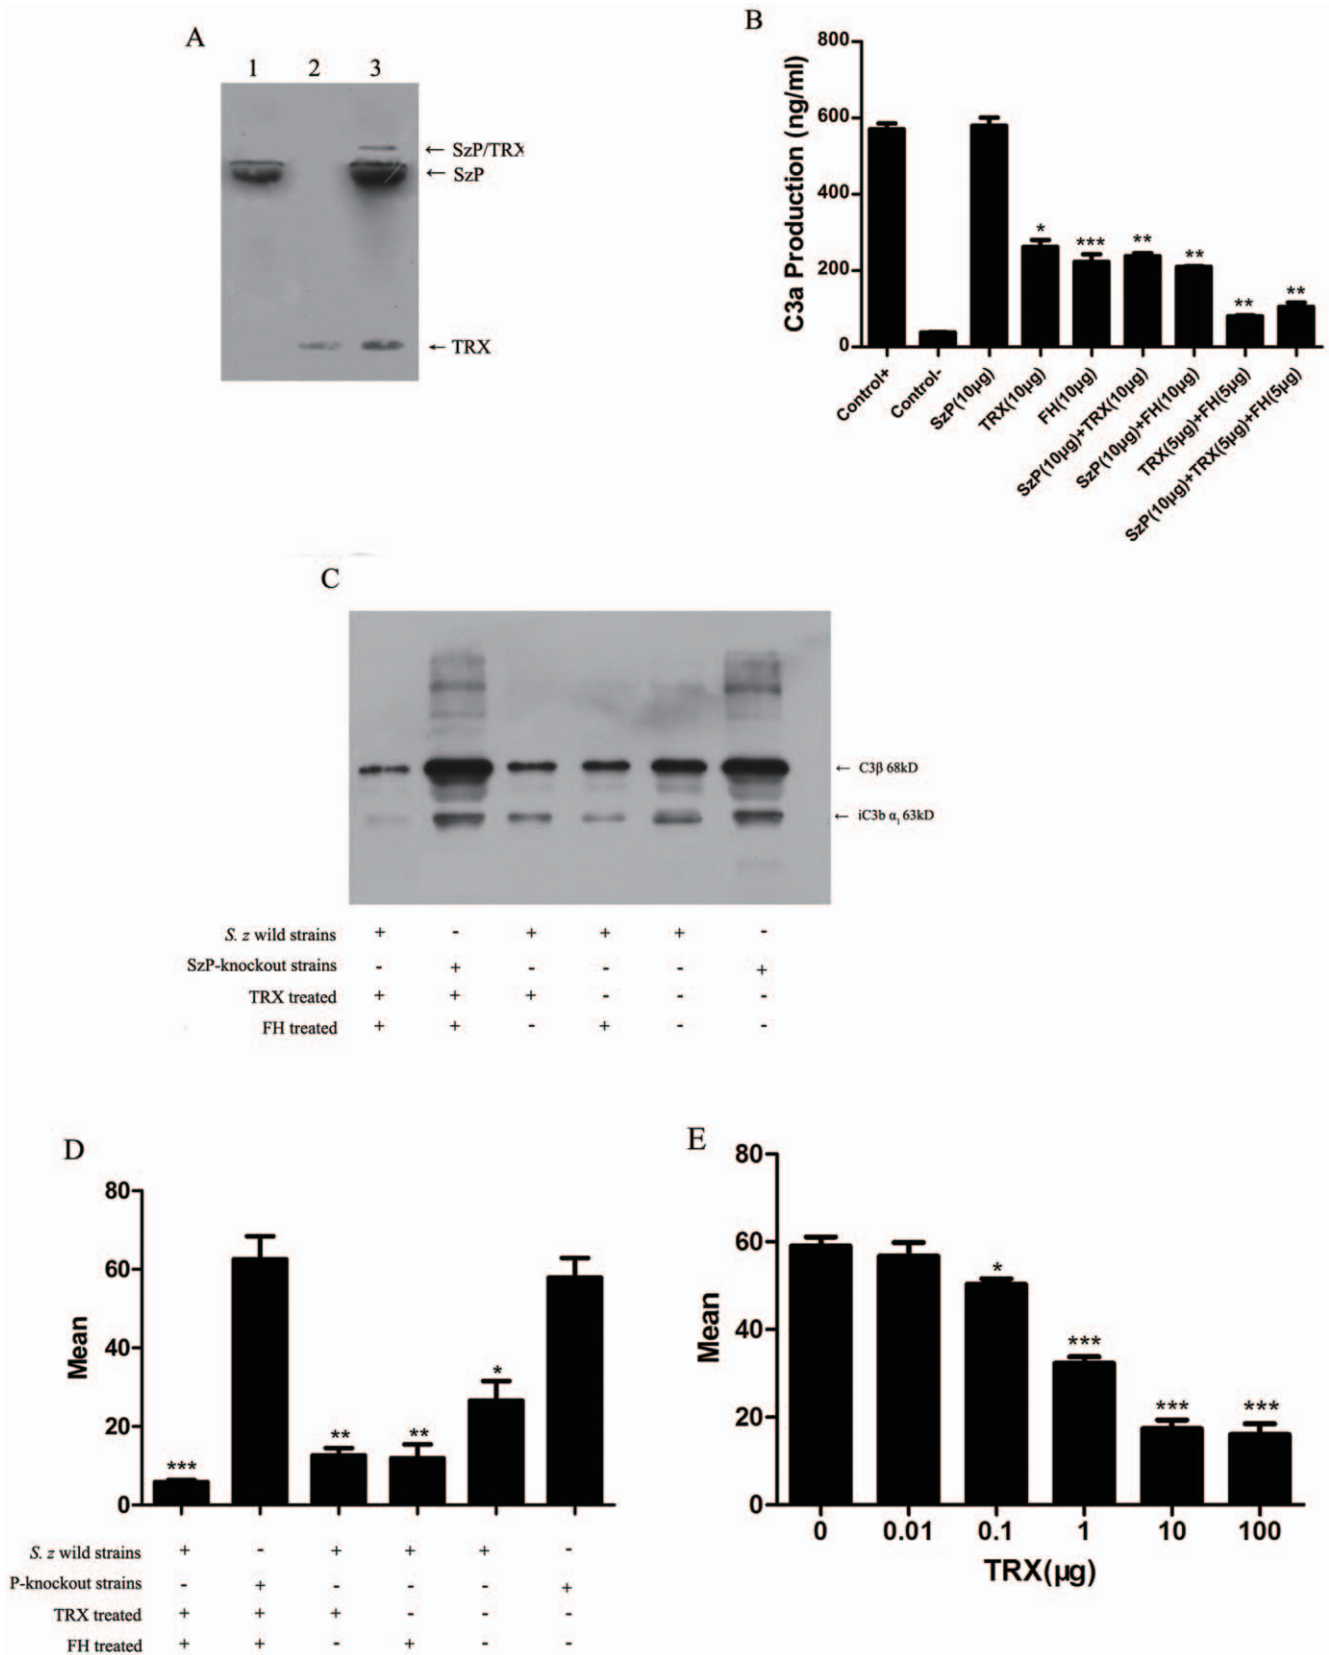 A
1 2 3
← SzP/TRX
← SzP
← TRX
B
C3a Production (ng/ml)
800
600
400
200
0
* *** ** ** ** **
Control+
Control-
SzP(10μg)
TRX(10μg)
FH(10μg)
SzP(10μg)+TRX(10μg)
SzP(10μg)+FH(10μg)
TRX(5μg)+FH(5μg)
SzP(10μg)+TRX(5μg)+FH(5μg)
C
← C3β 68kD
← iC3b α1 63kD
S. z wild strains + - + + + -
SzP-knockout strains - + - - - +
TRX treated + + + - - -
FH treated + + - + - -
D
Mean
80
60
40
20
0
*** ** ** *
S. z wild strains + - + + + -
P-knockout strains - + - - - +
TRX treated + + + - - -
FH treated + + - + - -
E
Mean
80
60
40
20
0
* *** *** ***
0 0.01 0.1 1 10 100
TRX(μg)